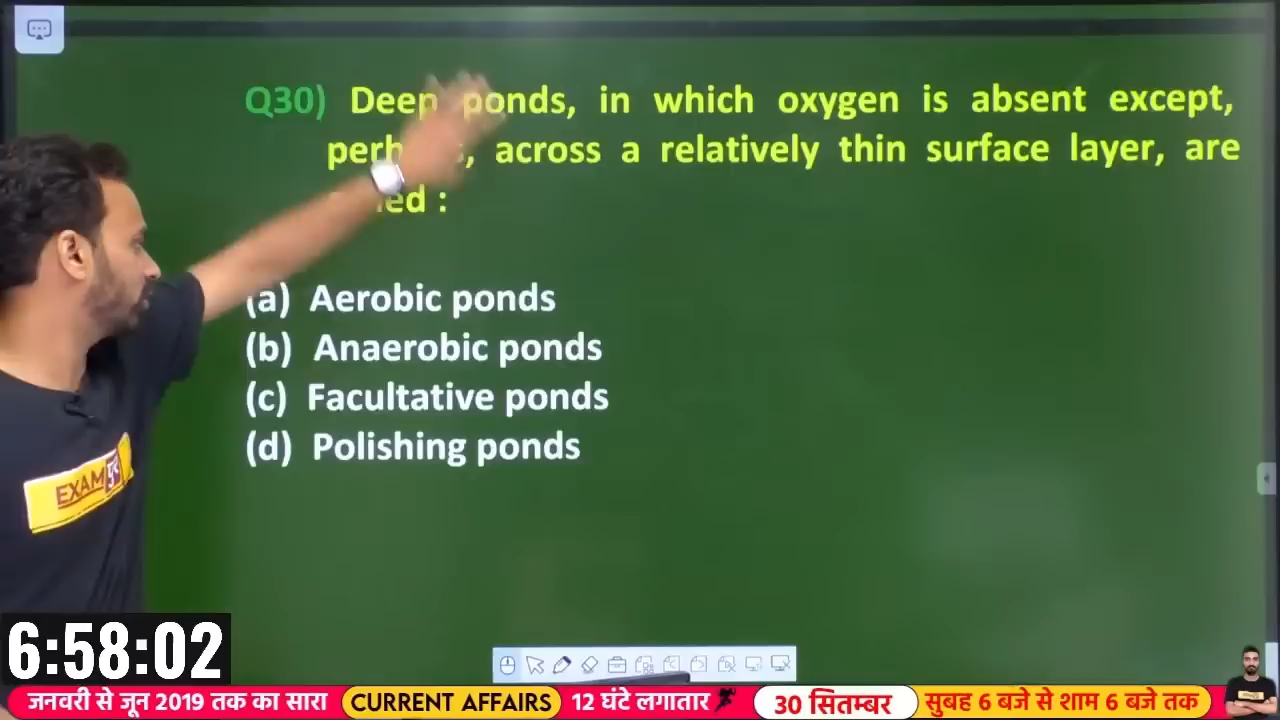 Q30) Deep ponds, in which oxygen is absent except,
across a relatively thin surface layer, are
:
(a) Aerobic ponds
(b) Anaerobic ponds
(c) Facultative ponds
(d) Polishing ponds
EXAM
6:58:02
जनवरी से जून 2019 तक का सारा CURRENT AFFAIRS 12 घंटे लगातार 30 सितम्बर सुबह 6 बजे से शाम 6 बजे तक